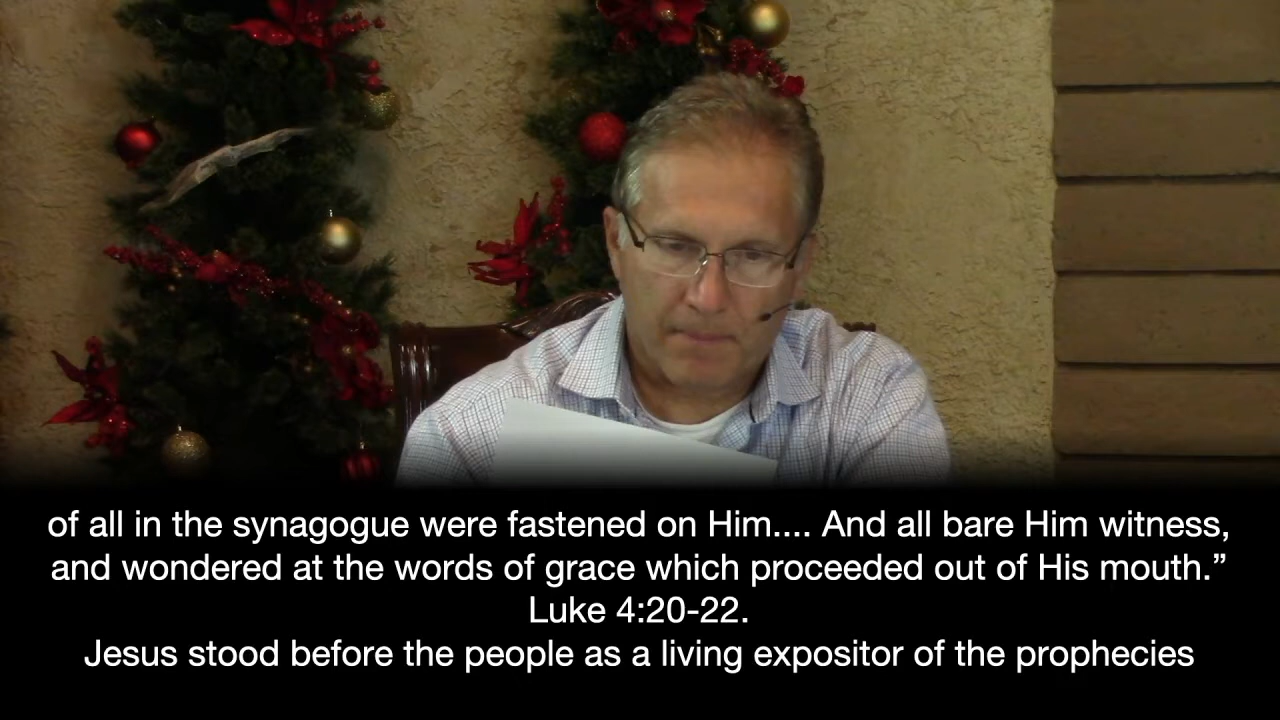 of all in the synagogue were fastened on Him.... And all bare Him witness,
and wondered at the words of grace which proceeded out of His mouth.”
Luke 4:20-22.
Jesus stood before the people as a living expositor of the prophecies